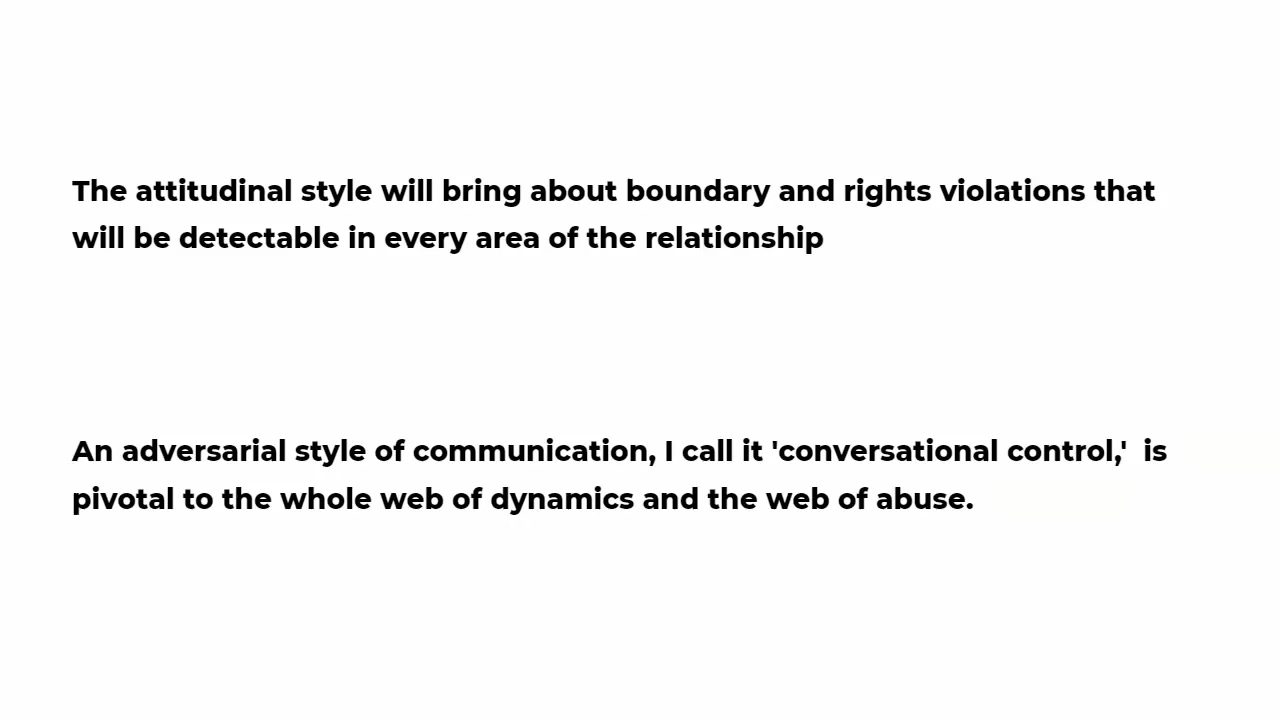 The attitudinal style will bring about boundary and rights violations that
will be detectable in every area of the relationship
An adversarial style of communication, I call it 'conversational control,'  is
pivotal to the whole web of dynamics and the web of abuse.